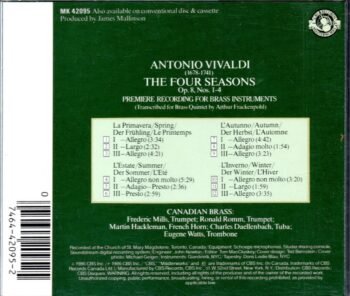 MK 42095 Also available on conventional disc & cassette
Produced by James Mallinson
ANTONIO VIVALDI
(1678-1741)
THE FOUR SEASONS
Op. 8, Nos. 1-4
PREMIERE RECORDING FOR BRASS INSTRUMENTS
(Transcribed for Brass Quintet by Arthur Frackenpohl)
La Primavera/Spring/
Der Frühling/Le Printemps
I —Allegro (3:34)
II —Largo (2:32)
III —Allegro (4:21)
L'Estate/Summer/
Der Sommer/L'Été
I —Allegro non molto (5:29)
II —Adagio-Presto (2:36)
III —Presto (2:59)
L'Autunno/Autumn/
Der Herbst/L'Automne
I —Allegro (4:42)
II —Adagio molto (1:54)
III —Allegro (3:23)
L'Inverno/Winter/
Der Winter/L'Hiver
I —Allegro non molto (3:20)
II —Largo (2:59)
III —Allegro (3:35)
CANADIAN BRASS:
Frederic Mills, Trumpet; Ronald Romm, Trumpet;
Martin Hackleman, French Horn; Charles Daellenbach, Tuba;
Eugene Watts, Trombone
0 7464-42095-2